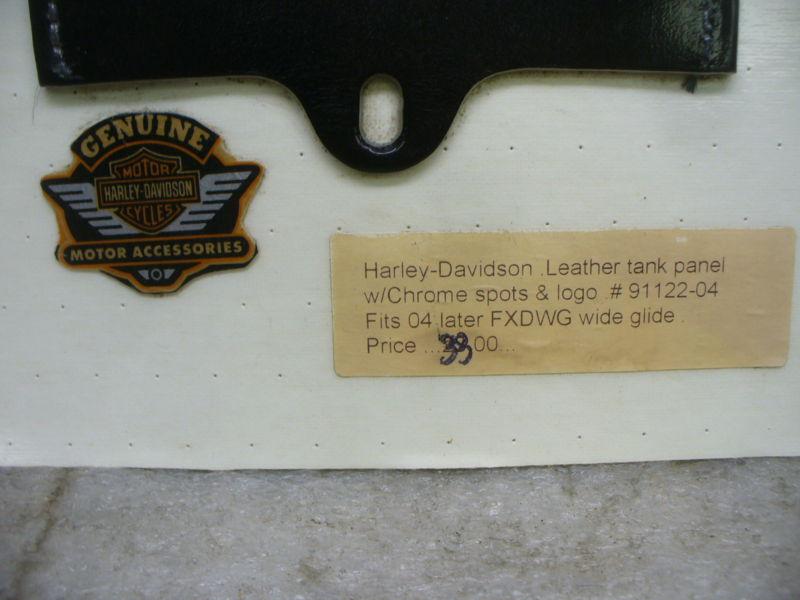 GENUINE
MOTOR
HARLEY-DAVIDSON
CYCLES
MOTOR ACCESSORIES
Harley-Davidson .Leather tank panel
w/Chrome spots & logo .# 91122-04
Fits 04 later FXDWG wide glide .
Price ... .00...